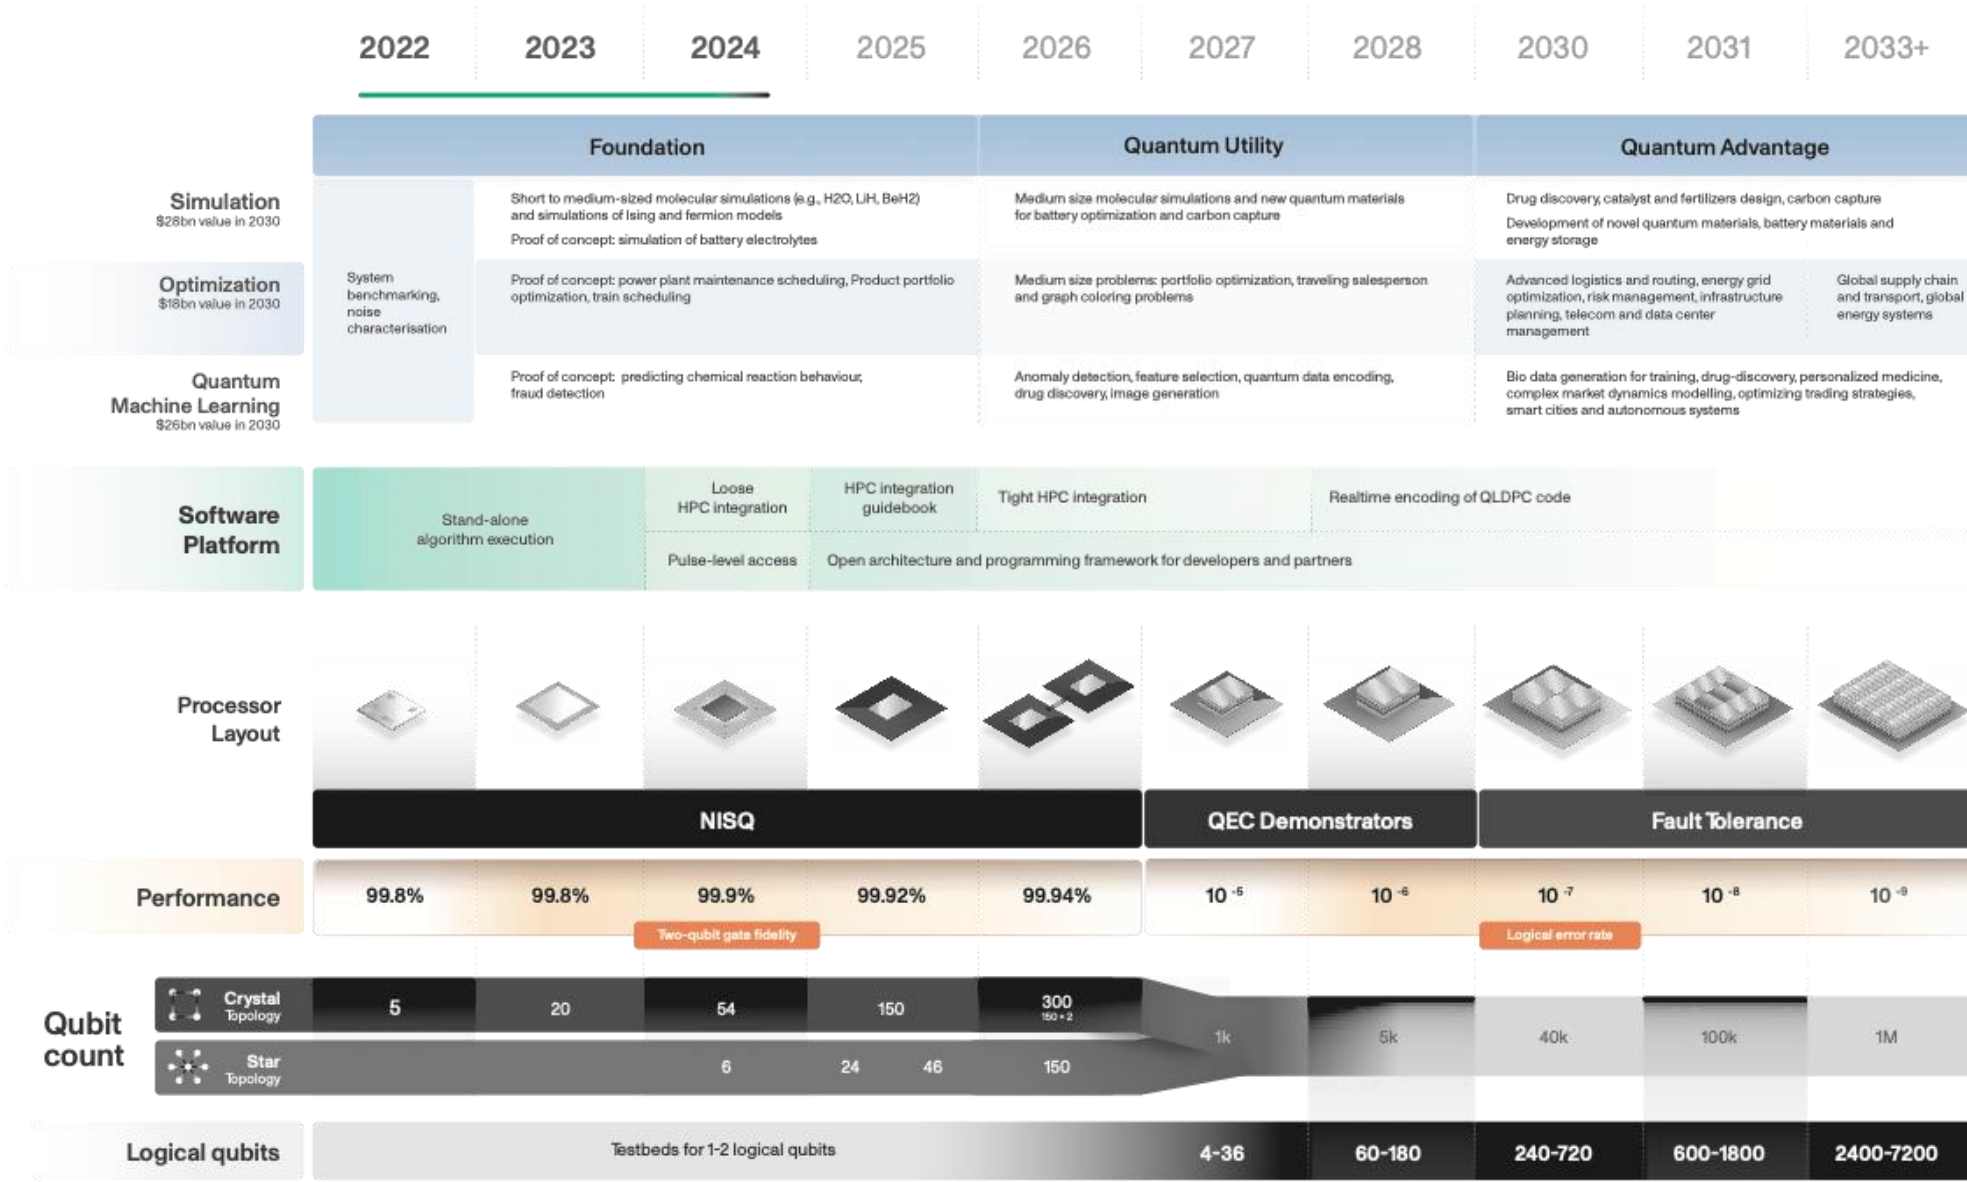 2022 2023 2024 2025 2026 2027 2028 2030 2031 2033+
Foundation Quantum Utility Quantum Advantage
Simulation
$28bn value in 2030
Short to medium-sized molecular simulations (e.g., H2O, LiH, BeH2)
and simulations of Ising and fermion models
Proof of concept: simulation of battery electrolytes
Medium size molecular simulations and new quantum materials
for battery optimization and carbon capture
Drug discovery, catalyst and fertilizers design, carbon capture
Development of novel quantum materials, battery materials and
energy storage
Optimization
$18bn value in 2030
System
benchmarking,
noise
characterisation
Proof of concept: power plant maintenance scheduling, Product portfolio
optimization, train scheduling
Medium size problems: portfolio optimization, traveling salesperson
and graph coloring problems
Advanced logistics and routing, energy grid
optimization, risk management, infrastructure
planning, telecom and data center
management
Global supply chain
and transport, global
energy systems
Quantum
Machine Learning
$26bn value in 2030
Proof of concept: predicting chemical reaction behaviour,
fraud detection
Anomaly detection, feature selection, quantum data encoding,
drug discovery, image generation
Bio data generation for training, drug-discovery, personalized medicine,
complex market dynamics modelling, optimizing trading strategies,
smart cities and autonomous systems
Software
Platform
Stand-alone
algorithm execution
Loose
HPC integration
HPC integration
guidebook
Tight HPC integration
Realtime encoding of QLDPC code
Pulse-level access
Open architecture and programming framework for developers and partners
Processor
Layout
NISQ QEC Demonstrators Fault Tolerance
Performance
99.8% 99.8% 99.9% 99.92% 99.94% 10 -5 10 -6 10 -7 10 -8 10 -9
Two-qubit gate fidelity
Logical error rate
Qubit
count
Crystal
Topology
5 20 54 150 300
150 * 2
1k 5k 40k 100k 1M
Star
Topology
6 24 46 150
Logical qubits
Testbeds for 1-2 logical qubits
4-36 60-180 240-720 600-1800 2400-7200